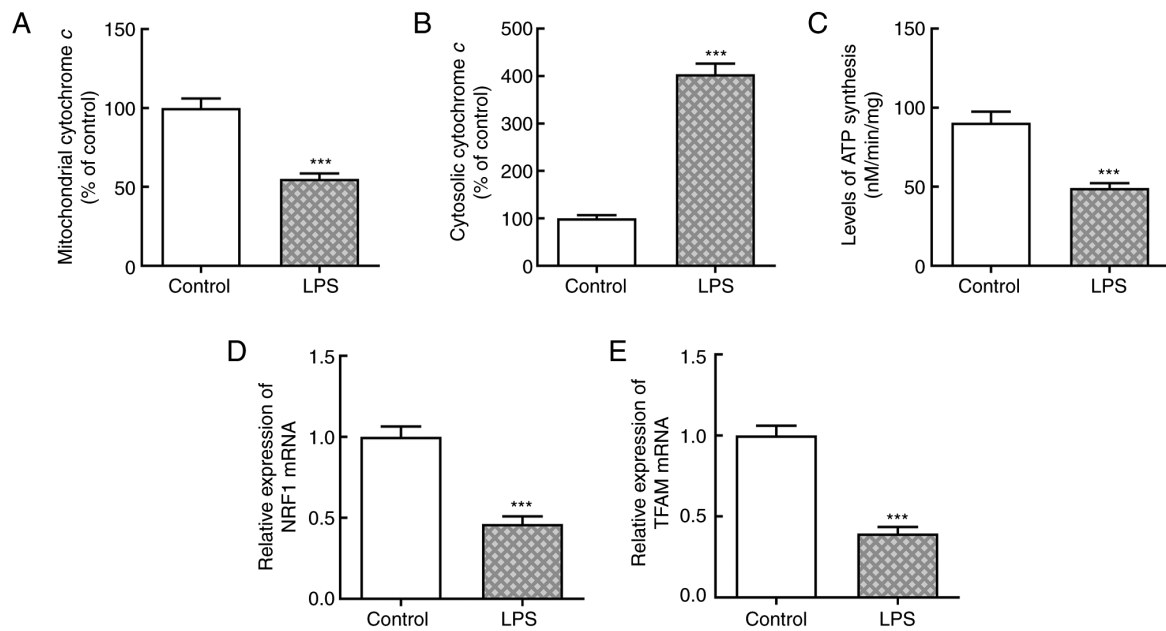 A
Mitochondrial cytochrome c
(% of control)
150
100
50
0
***
Control
LPS
B
Cytosolic cytochrome c
(% of control)
500
400
300
200
100
0
***
Control
LPS
C
Levels of ATP synthesis
(nM/min/mg)
150
100
50
0
***
Control
LPS
D
Relative expression of
NRF1 mRNA
1.5
1.0
0.5
0.0
***
Control
LPS
E
Relative expression of
TFAM mRNA
1.5
1.0
0.5
0.0
***
Control
LPS